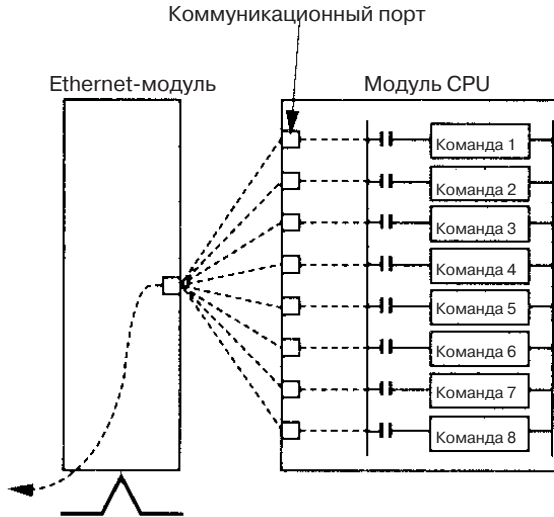 Коммуникационный порт
Ethernet-модуль
Модуль CPU
Команда 1
Команда 2
Команда 3
Команда 4
Команда 5
Команда 6
Команда 7
Команда 8